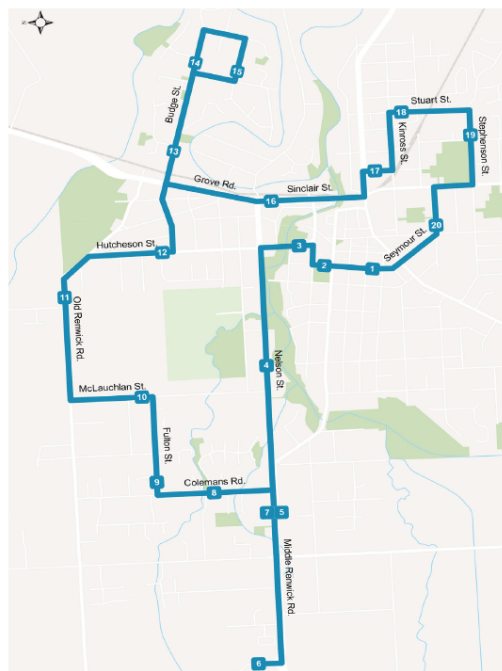 14
15
Budge St.
18
Stuart St.
Kinross St.
19
Stephenson St.
13
17
Grove Rd.
Sinclair St.
16
20
Seymour St.
Hutcheson St.
12
3
2
1
11
Old Renwick Rd.
4
Nelson St.
McLauchlan St.
10
Fulton St.
9
Colemans Rd.
8
7
5
Middle Renwick Rd.
6